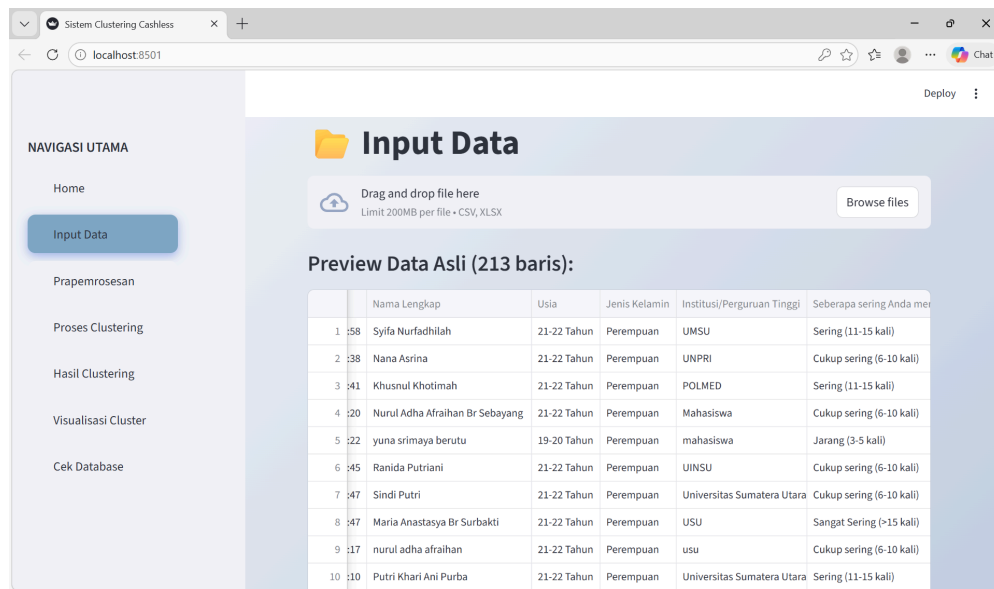 Sistem Clustering Cashless
localhost:8501
Chat
Deploy
NAVIGASI UTAMA
Home
Input Data
Prapemrosesan
Proses Clustering
Hasil Clustering
Visualisasi Cluster
Cek Database
Input Data
Drag and drop file here
Limit 200MB per file • CSV, XLSX
Browse files
Preview Data Asli (213 baris):
Nama Lengkap Usia Jenis Kelamin Institusi/Perguruan Tinggi Seberapa sering Anda
1 :58 Syifa Nurfadhilah 21-22 Tahun Perempuan UMSU Sering (11-15 kali)
2 :38 Nana Asrina 21-22 Tahun Perempuan UNPRI Cukup sering (6-10 kali)
3 :41 Khusnul Khotimah 21-22 Tahun Perempuan POLMED Sering (11-15 kali)
4 :20 Nurul Adha Afraihan Br Sebayang 21-22 Tahun Perempuan Mahasiswa Cukup sering (6-10 kali)
5 :22 yuna srimaya berutu 19-20 Tahun Perempuan mahasiswa Jarang (3-5 kali)
6 :45 Ranida Putriani 21-22 Tahun Perempuan UINSU Cukup sering (6-10 kali)
7 :47 Sindi Putri 21-22 Tahun Perempuan Universitas Sumatera Utara Cukup sering (6-10 kali)
8 :47 Maria Anastasya Br Surbakti 21-22 Tahun Perempuan USU Sangat Sering (>15 kali)
9 :17 nurul adha afraihan 21-22 Tahun Perempuan usu Cukup sering (6-10 kali)
10 :10 Putri Khari Ani Purba 21-22 Tahun Perempuan Universitas Sumatera Utara Sering (11-15 kali)